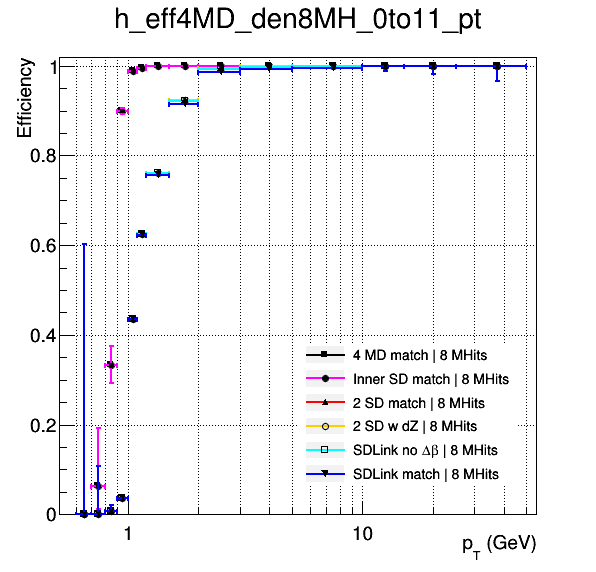 h_eff4MD_den8MH_0to11_pt
Efficiency
1
0.8
0.6
0.4
0.2
0
4 MD match | 8 MHits
Inner SD match | 8 MHits
2 SD match | 8 MHits
2 SD w dZ | 8 MHits
SDLink no Δβ | 8 MHits
SDLink match | 8 MHits
1 10
p_T (GeV)